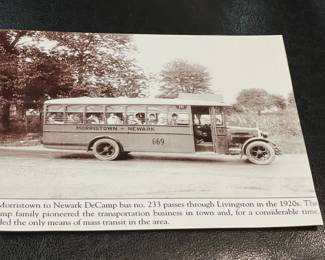 MORRISTOWN - NEWARK
669
Morristown to Newark DeCamp bus no. 233 passes through Livingston in the 1920s. The
mp family pioneered the transportation business in town and, for a considerable time
ded the only means of mass transit in the area.